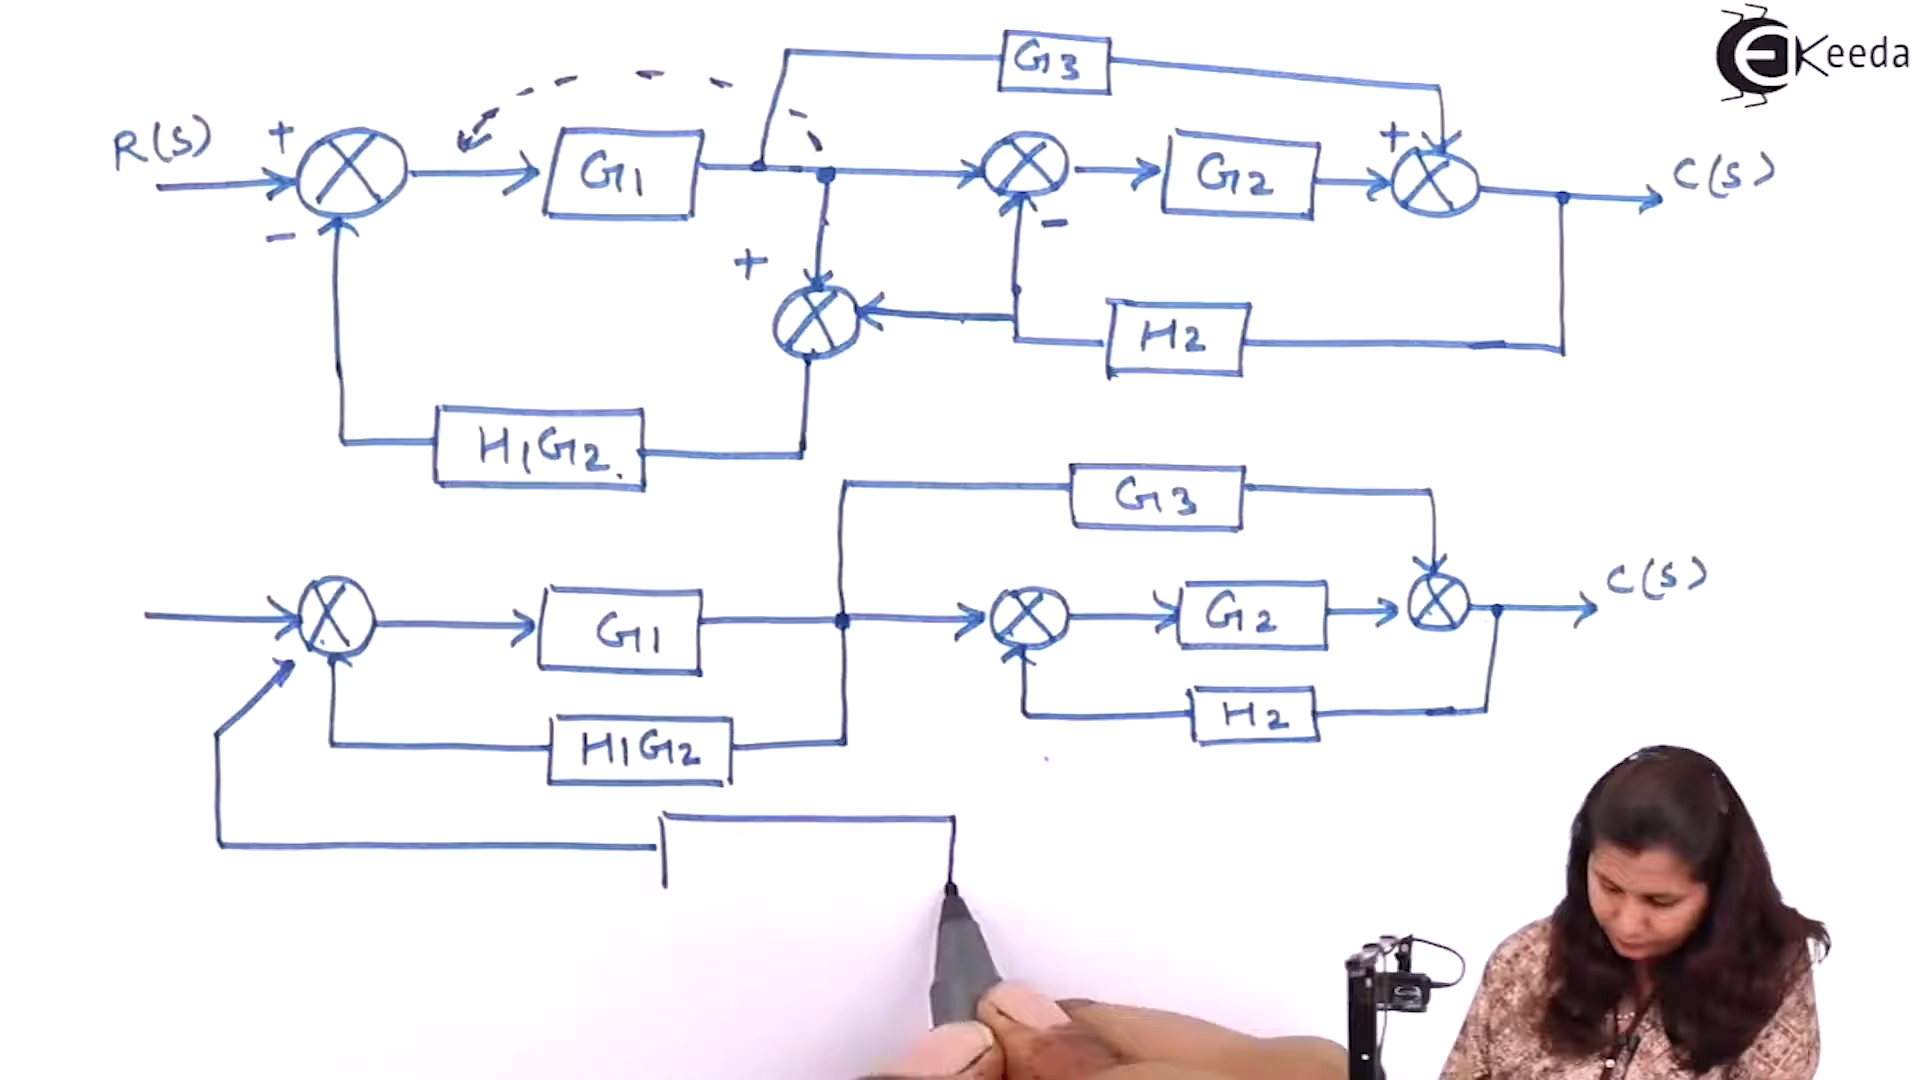 Keeda
G3
R(S)
+
G1
G2
+
C(S)
-
-
+
H2
H1G2.
G3
C(S)
G1
G2
H1G2
H2